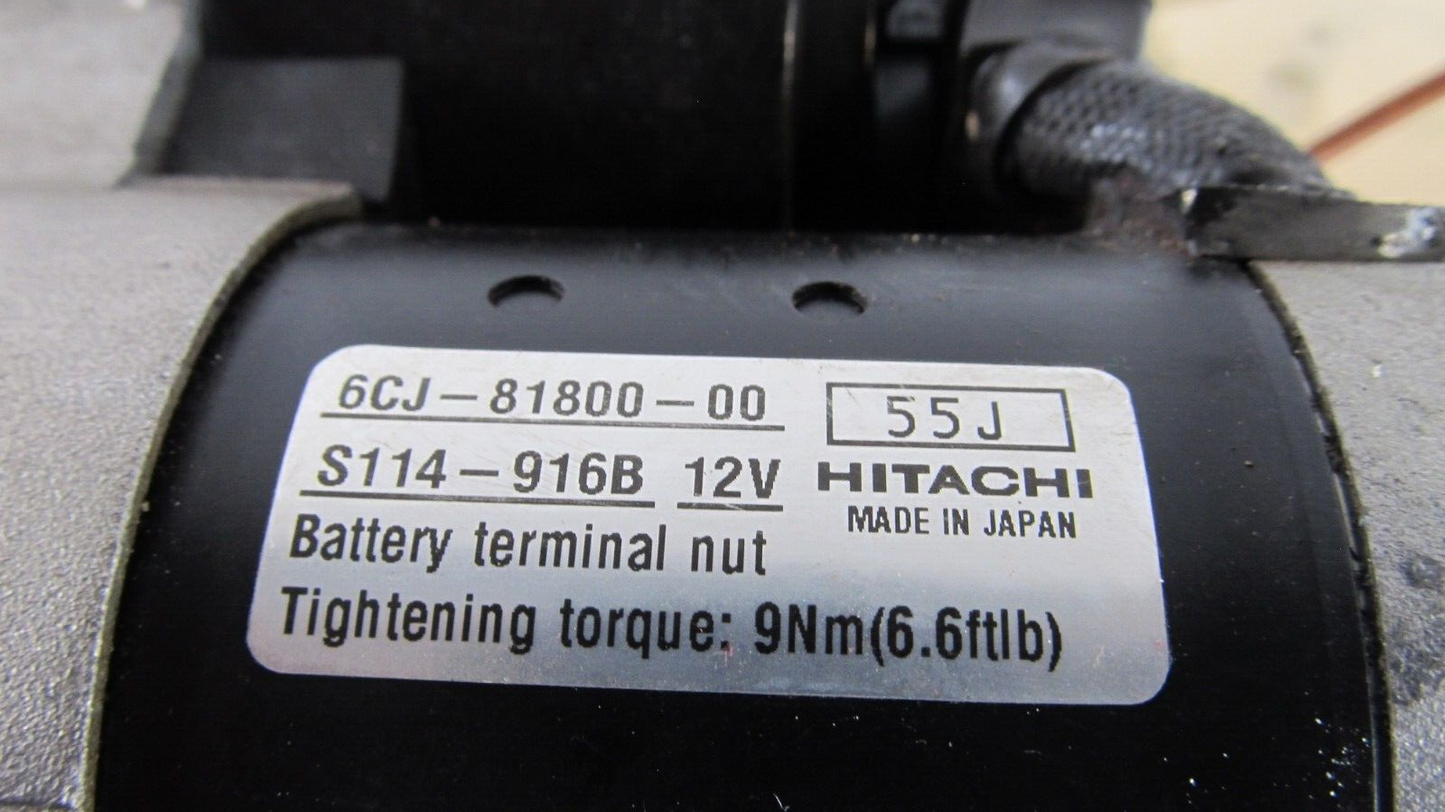 6CJ-81800-00
55J
S114-916B 12V
HITACHI
MADE IN JAPAN
Battery terminal nut
Tightening torque: 9Nm(6.6ftlb)